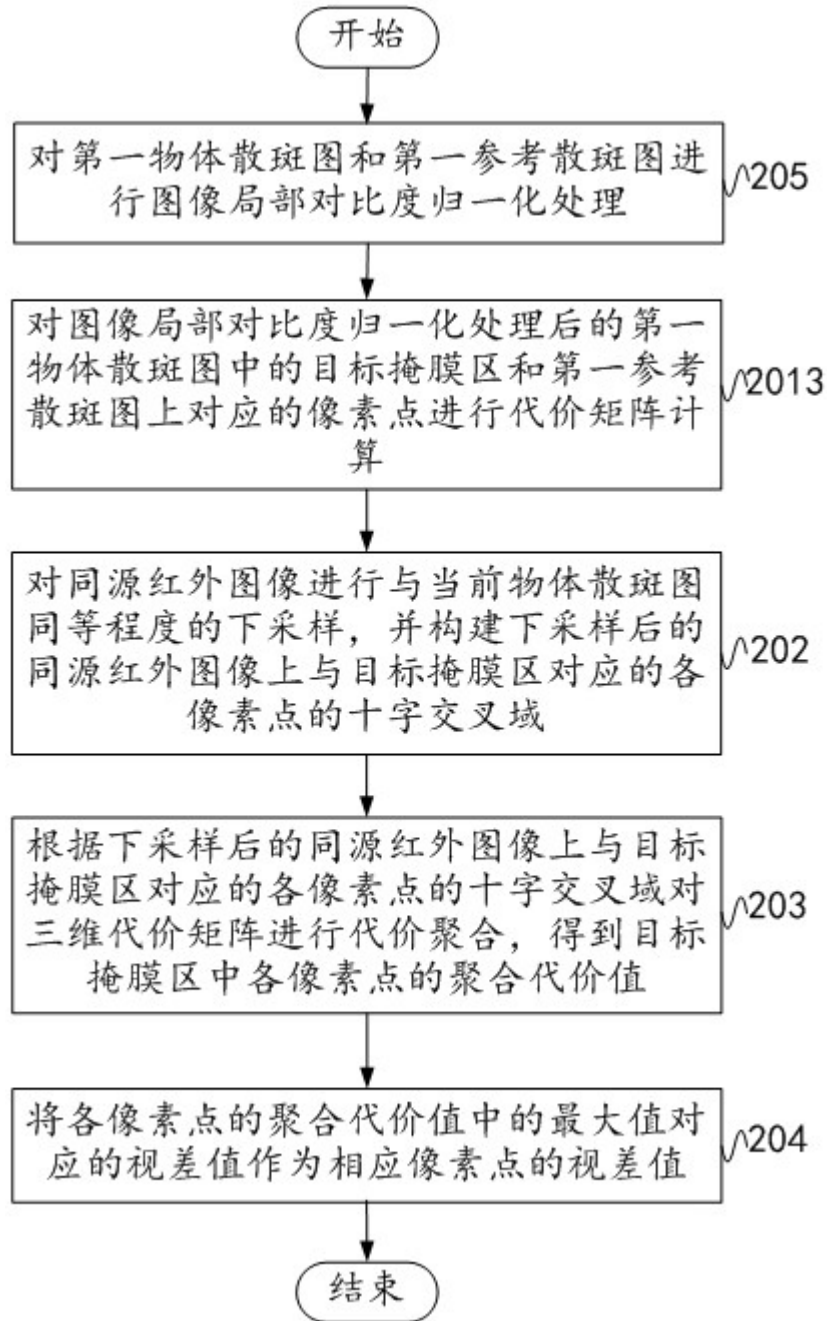 开始
对第一物体散斑图和第一参考散斑图进
行图像局部对比度归一化处理
205
对图像局部对比度归一化处理后的第一
物体散斑图中的目标掩膜区和第一参考
散斑图上对应的像素点进行代价矩阵计
算
2013
对同源红外图像进行与当前物体散斑图
同等程度的下采样，并构建下采样后的
同源红外图像上与目标掩膜区对应的各
像素点的十字交叉域
202
根据下采样后的同源红外图像上与目标
掩膜区对应的各像素点的十字交叉域对
三维代价矩阵进行代价聚合，得到目标
掩膜区中各像素点的聚合代价值
203
将各像素点的聚合代价值中的最大值对
应的视差值作为相应像素点的视差值
204
结束